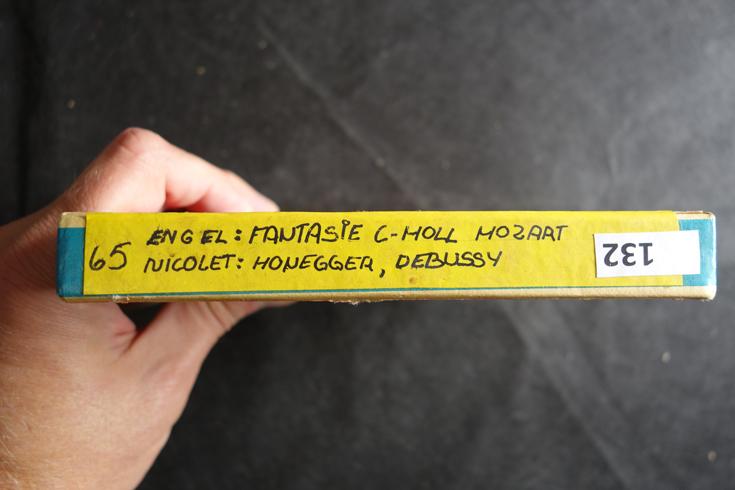 65
ENGEL: FANTASIE C-MOLL MOZART
NICOLET: HONEGGER, DEBUSSY
132